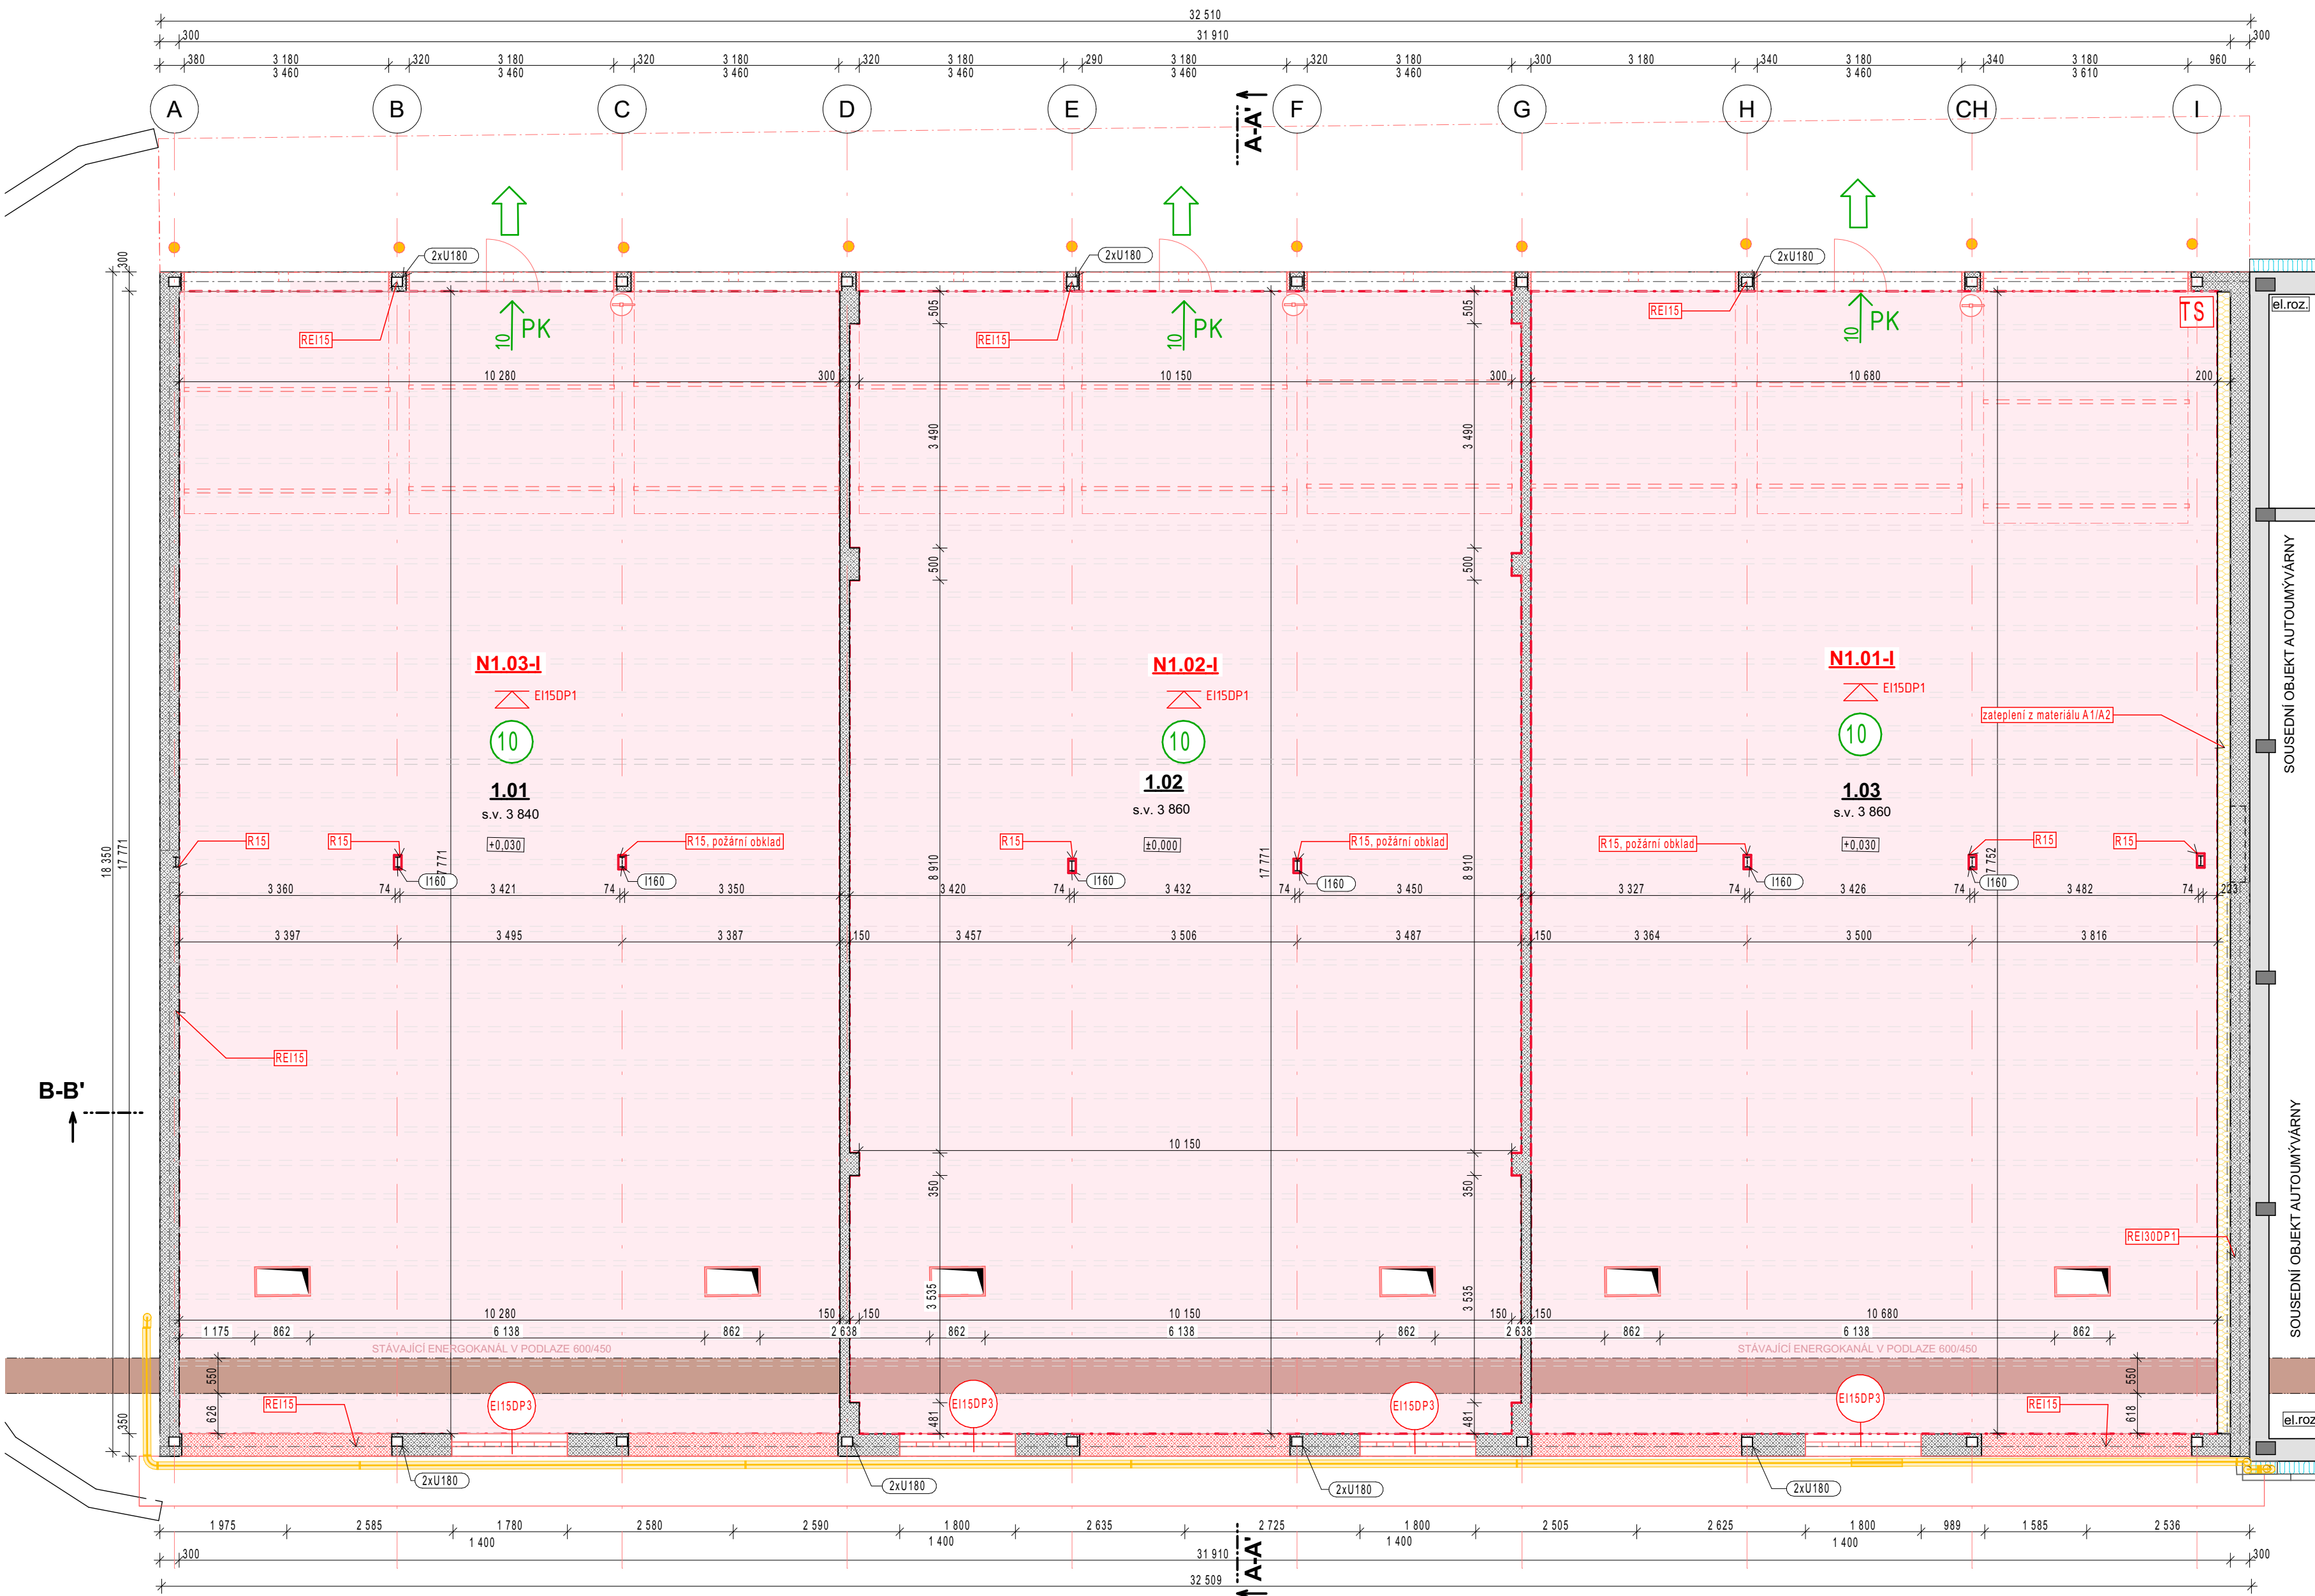 32 510
300
31 910
300
380
3 180
3 460
320
3 180
3 460
320
3 180
3 460
320
3 180
3 460
290
3 180
3 460
320
3 180
3 460
300
3 180
340
3 180
3 460
340
3 180
3 610
960
A
B
C
D
E
F
G
H
CH
I
A-A'
300
2xU180
2xU180
2xU180
REI15
REI15
REI15
10
PK
10
PK
10
PK
TS
el.roz.
505
505
10 280
300
10 150
300
10 680
200
3 490
3 490
500
500
SOUSEDNÍ OBJEKT AUTOUMÝVÁRNY
N1.03-I
EI15DP1
10
1.01
s.v. 3 840
+0,030
N1.02-I
EI15DP1
10
1.02
s.v. 3 860
±0,000
N1.01-I
EI15DP1
10
1.03
s.v. 3 860
+0,030
zateplení z materiálu A1/A2
R15
R15
R15, požární obklad
R15
R15, požární obklad
R15, požární obklad
R15
R15
I160
I160
I160
I160
I160
I160
18 350
17 771
7 771
8 910
17 771
8 910
7 752
3 360
74
3 421
74
3 350
3 420
74
3 432
74
3 450
3 327
74
3 426
74
3 482
74
223
3 397
3 495
3 387
150
3 457
3 506
3 487
150
3 364
3 500
3 816
REI15
B-B'
10 150
350
350
REI30DP1
SOUSEDNÍ OBJEKT AUTOUMÝVÁRNY
3 535
3 535
10 280
150
150
10 150
150
150
10 680
1 175
862
6 138
862
2 638
862
6 138
862
2 638
862
6 138
862
STÁVAJÍCÍ ENERGOKANÁL V PODLAZE 600/450
STÁVAJÍCÍ ENERGOKANÁL V PODLAZE 600/450
550
550
626
618
350
481
481
REI15
EI15DP3
EI15DP3
EI15DP3
EI15DP3
REI15
el.roz
2xU180
2xU180
2xU180
2xU180
1 975
2 585
1 780
1 400
2 580
2 590
1 800
1 400
2 635
2 725
1 800
1 400
2 505
2 625
1 800
1 400
989
1 585
2 536
300
31 910
300
A-A'
32 509